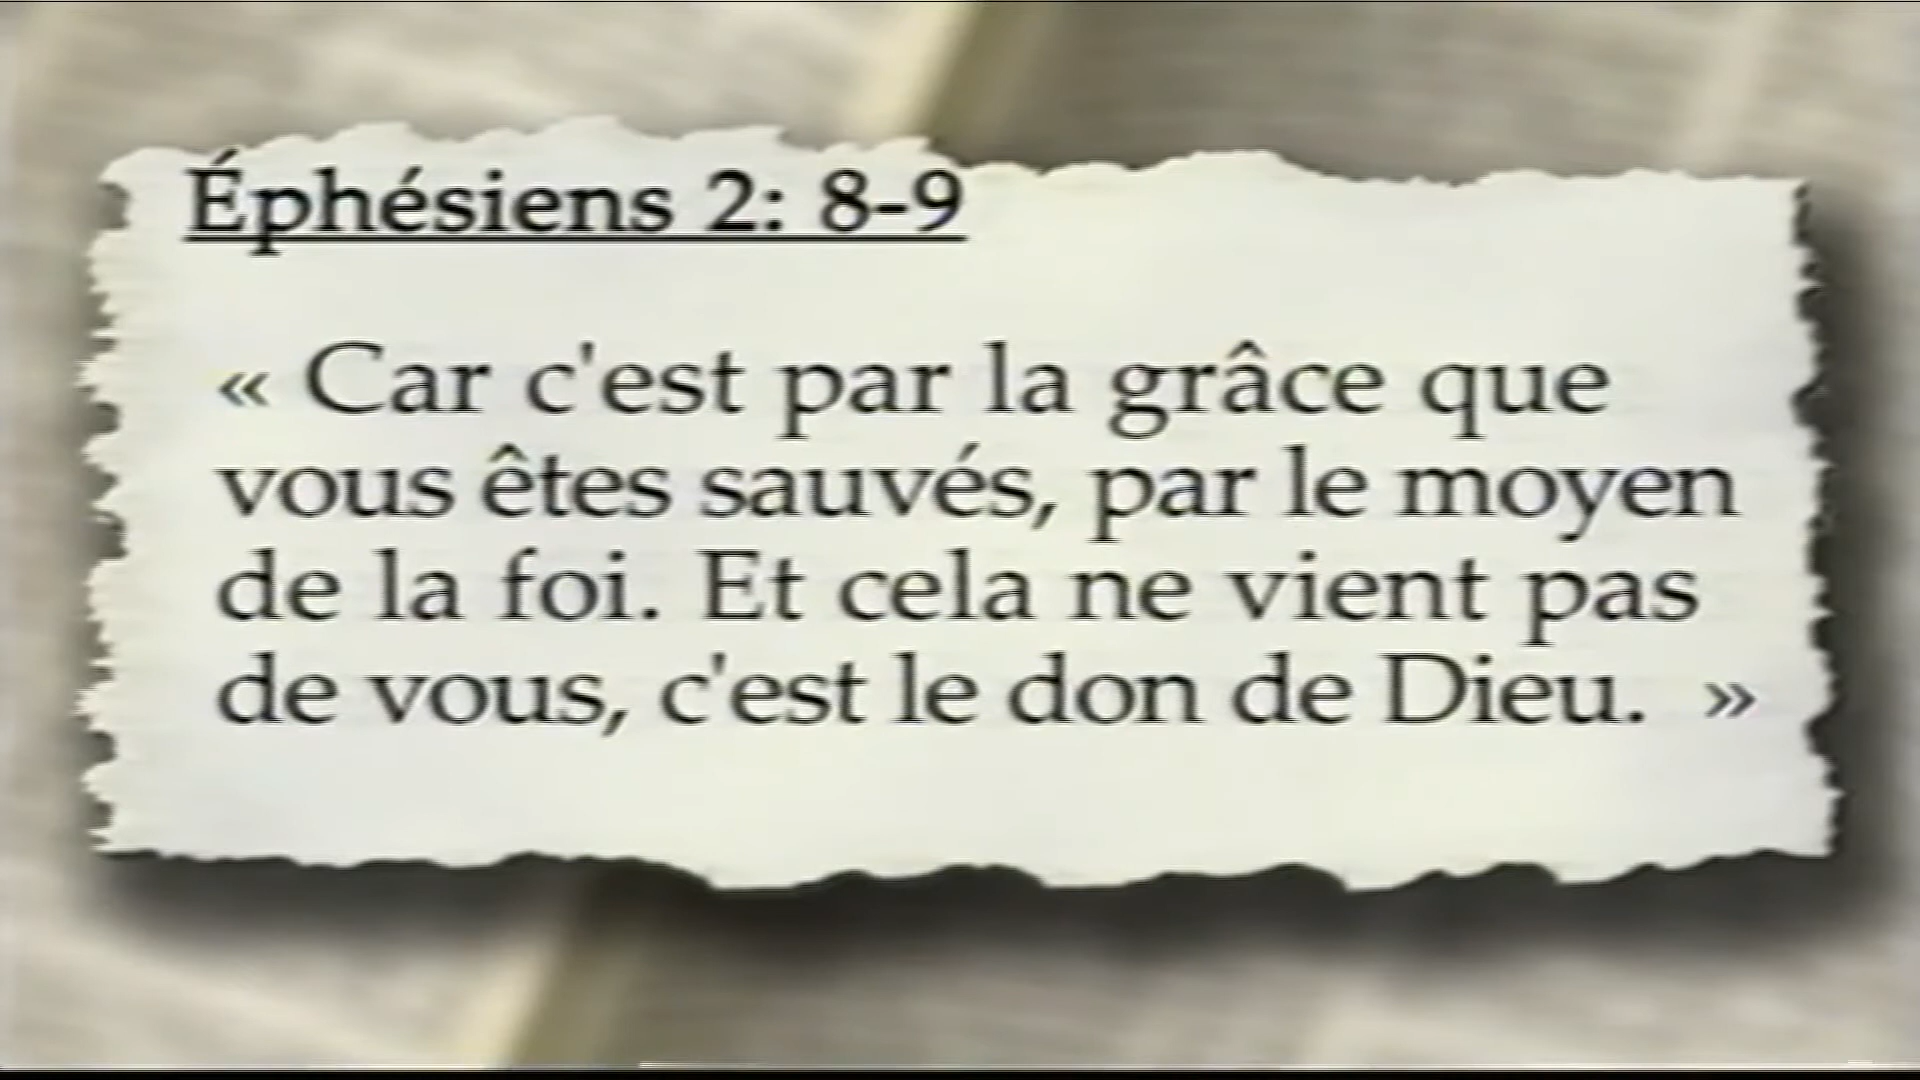 Éphésiens 2: 8-9
« Car c'est par la grâce que
vous êtes sauvés, par le moyen
de la foi. Et cela ne vient pas
de vous, c'est le don de Dieu. »